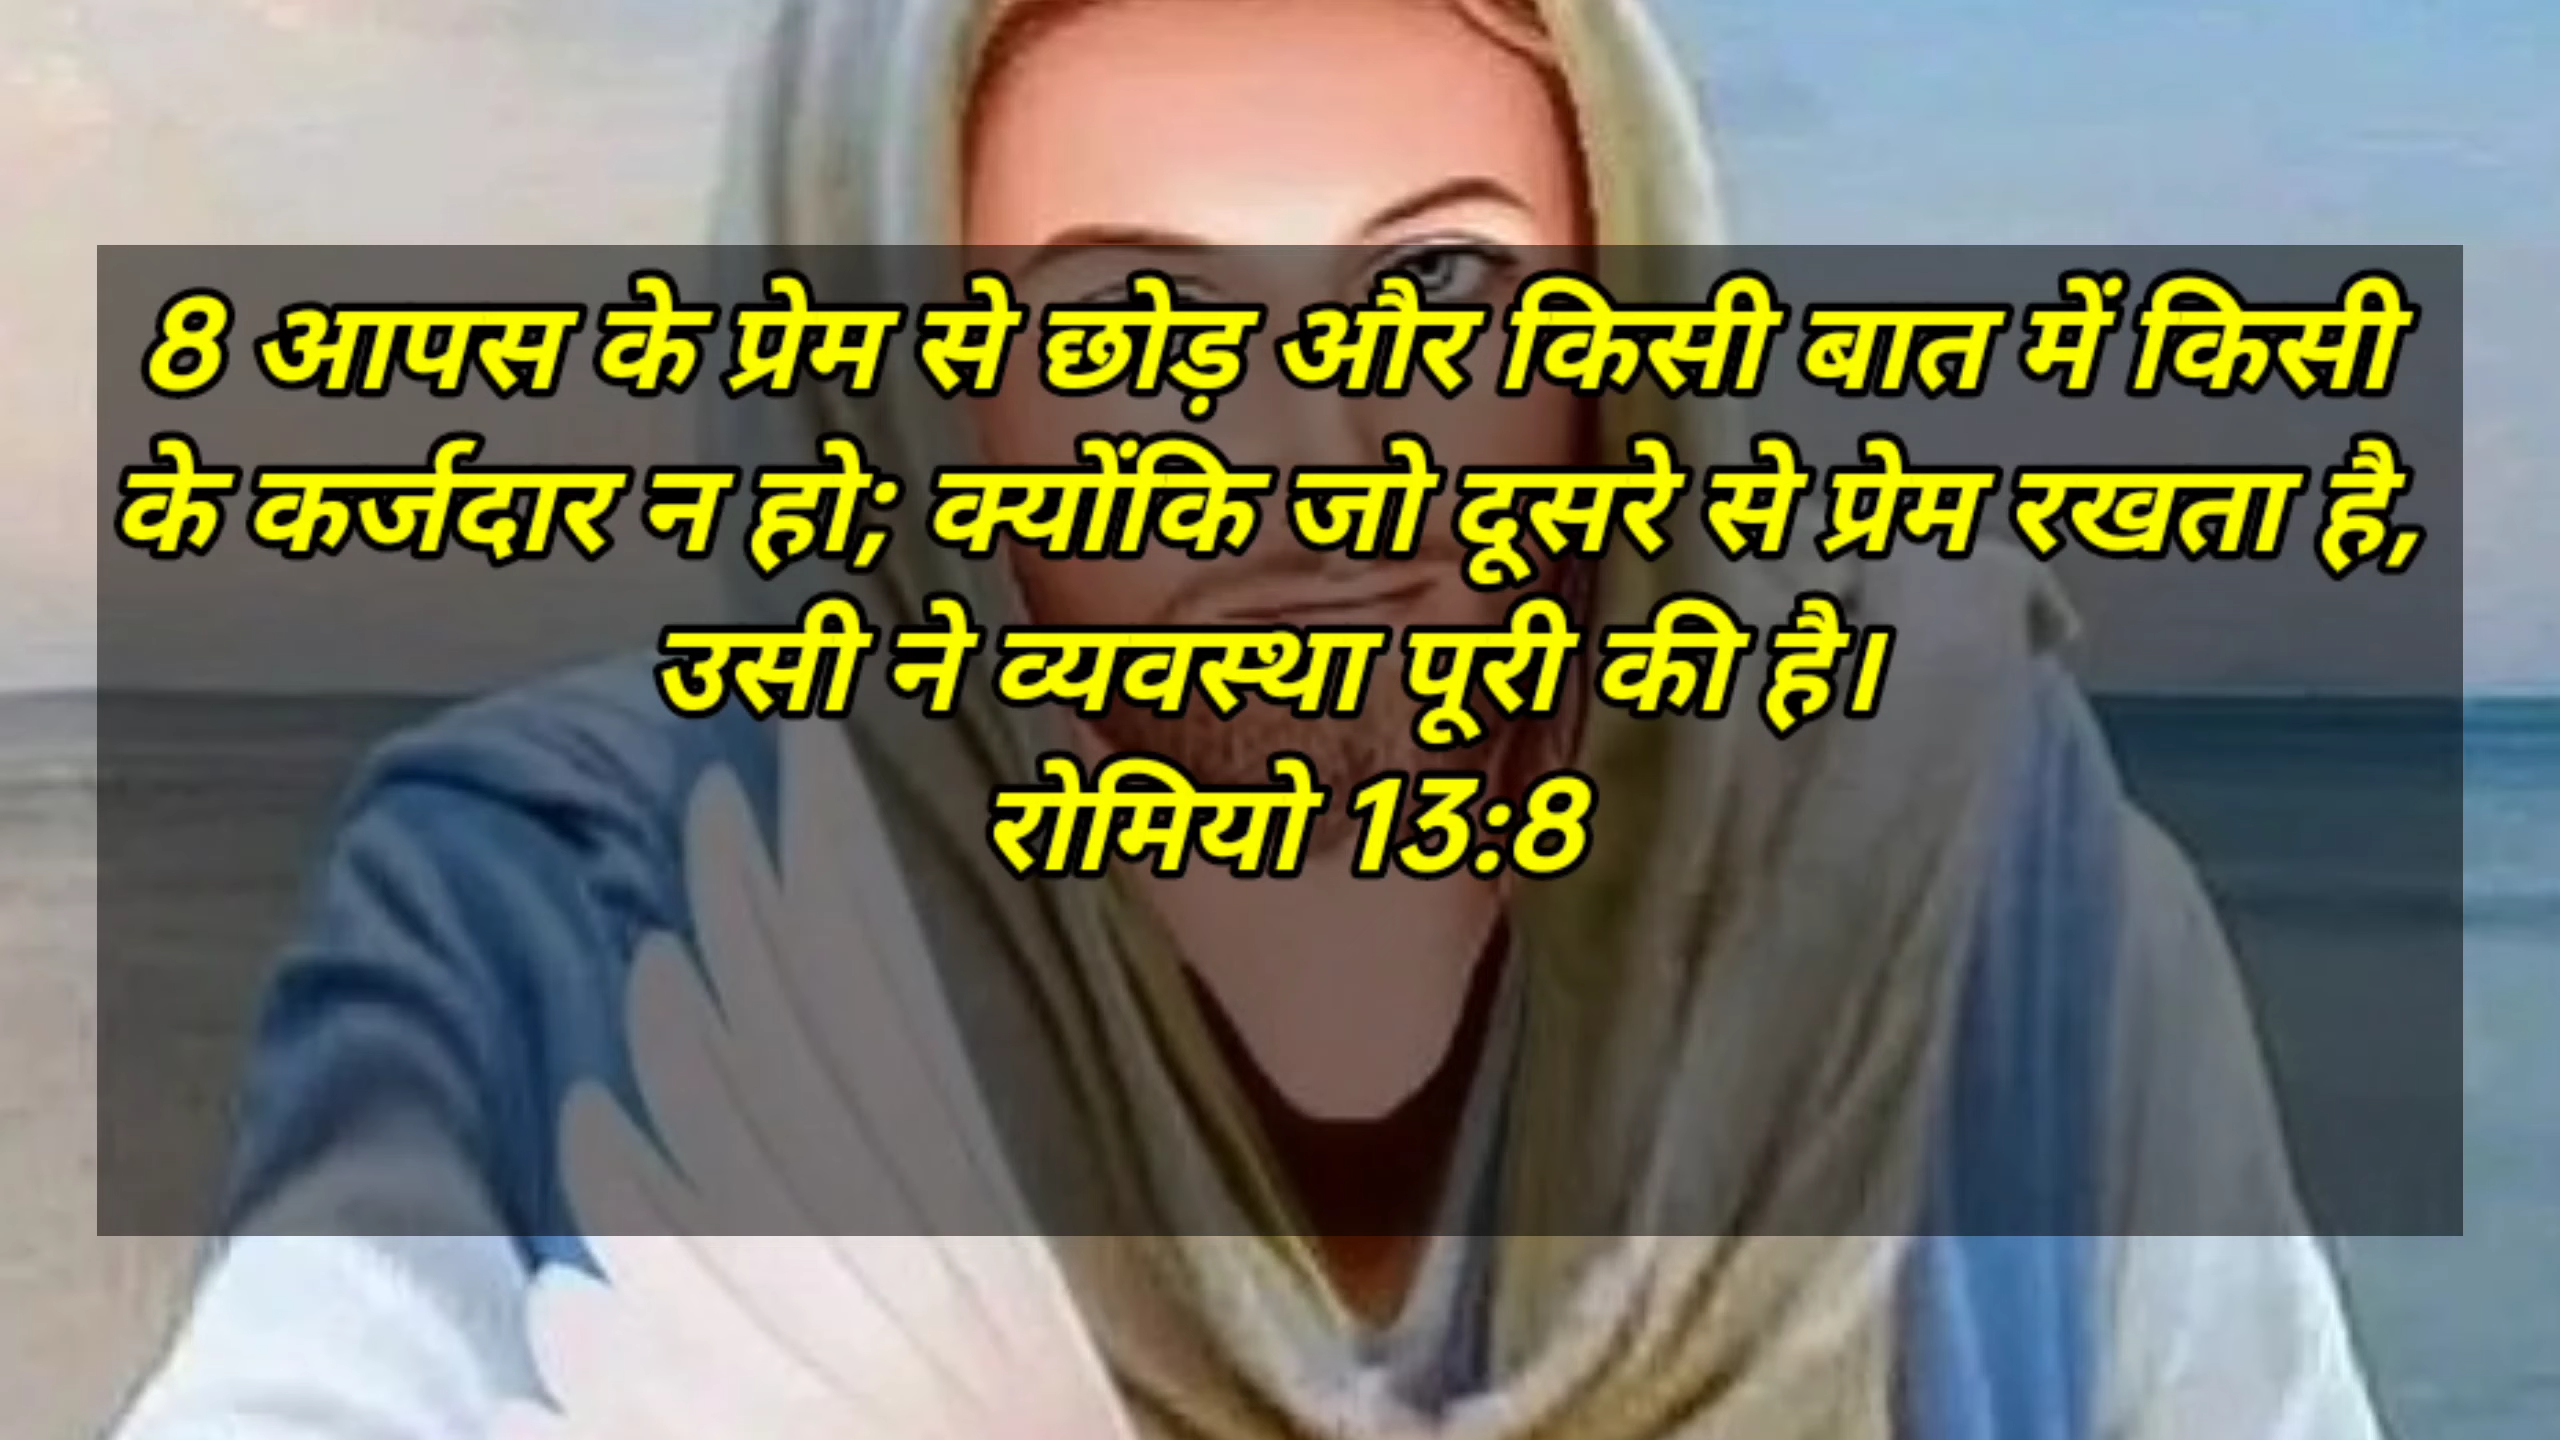 8 आपस के प्रेम से छोड़ और किसी बात में किसी
के कर्जदार न हो; क्योंकि जो दूसरे से प्रेम रखता है,
उसी ने व्यवस्था पूरी की है।
रोमियो 13:8